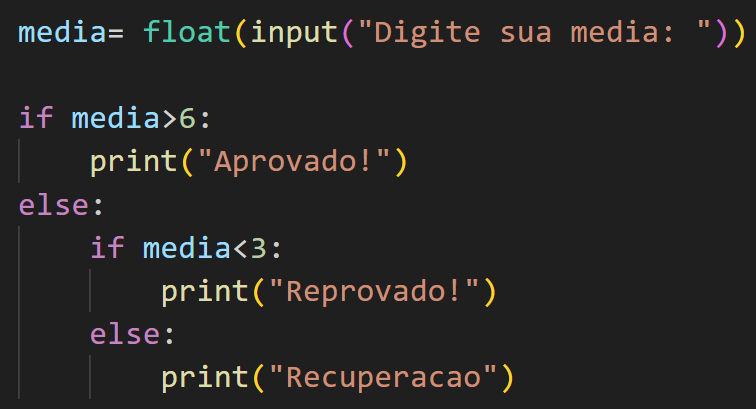 media= float(input("Digite sua media: "))
if media>6:
print("Aprovado!")
else:
if media<3:
print("Reprovado!")
else:
print("Recuperacao")